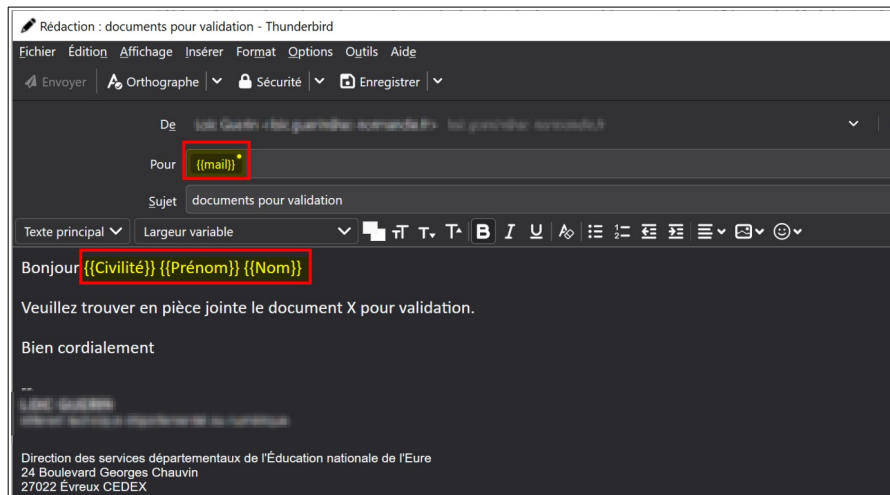 Rédaction : documents pour validation - Thunderbird
Fichier Édition Affichage Insérer Format Options Outils Aide
Envoyer Orthographe Sécurité Enregistrer
De
Pour {{mail}}
Sujet documents pour validation
Texte principal Largeur variable
Bonjour {{Civilité}} {{Prénom}} {{Nom}}
Veuillez trouver en pièce jointe le document X pour validation.
Bien cordialement
--
Direction des services départementaux de l'Éducation nationale de l'Eure
24 Boulevard Georges Chauvin
27022 Évreux CEDEX